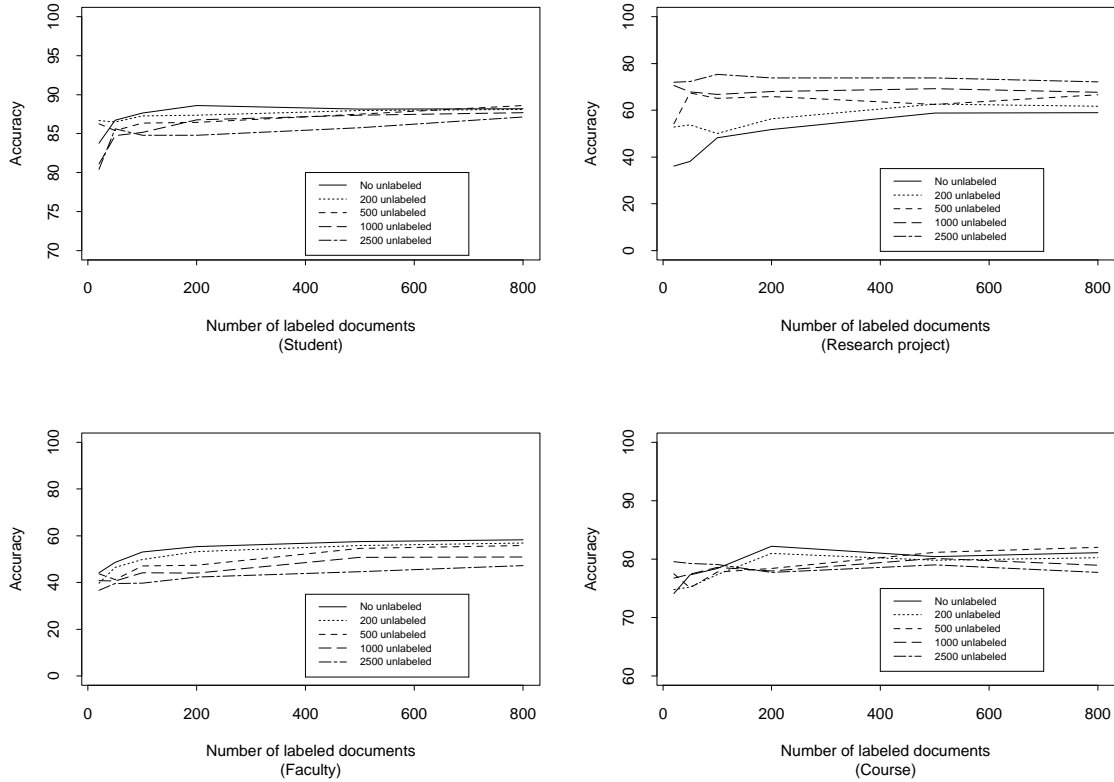 100
95
90
85
80
75
70
Accuracy
No unlabeled
200 unlabeled
500 unlabeled
1000 unlabeled
2500 unlabeled
0 200 400 600 800
Number of labeled documents
(Student)
100
80
60
40
20
0
Accuracy
No unlabeled
200 unlabeled
500 unlabeled
1000 unlabeled
2500 unlabeled
0 200 400 600 800
Number of labeled documents
(Research project)
100
80
60
40
20
0
Accuracy
No unlabeled
200 unlabeled
500 unlabeled
1000 unlabeled
2500 unlabeled
0 200 400 600 800
Number of labeled documents
(Faculty)
100
90
80
70
60
Accuracy
No unlabeled
200 unlabeled
500 unlabeled
1000 unlabeled
2500 unlabeled
0 200 400 600 800
Number of labeled documents
(Course)